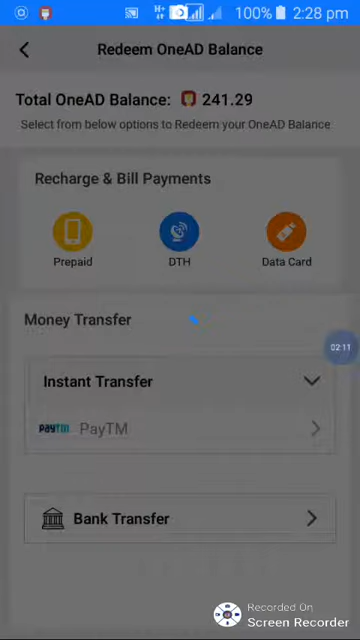 100% 2:28 pm
Redeem OneAD Balance
Total OneAD Balance: 241.29
Select from below options to Redeem your OneAD Balance
Recharge & Bill Payments
Prepaid DTH Data Card
Money Transfer
02:11
Instant Transfer
PayTM PayTM
Bank Transfer
Recorded On
Screen Recorder